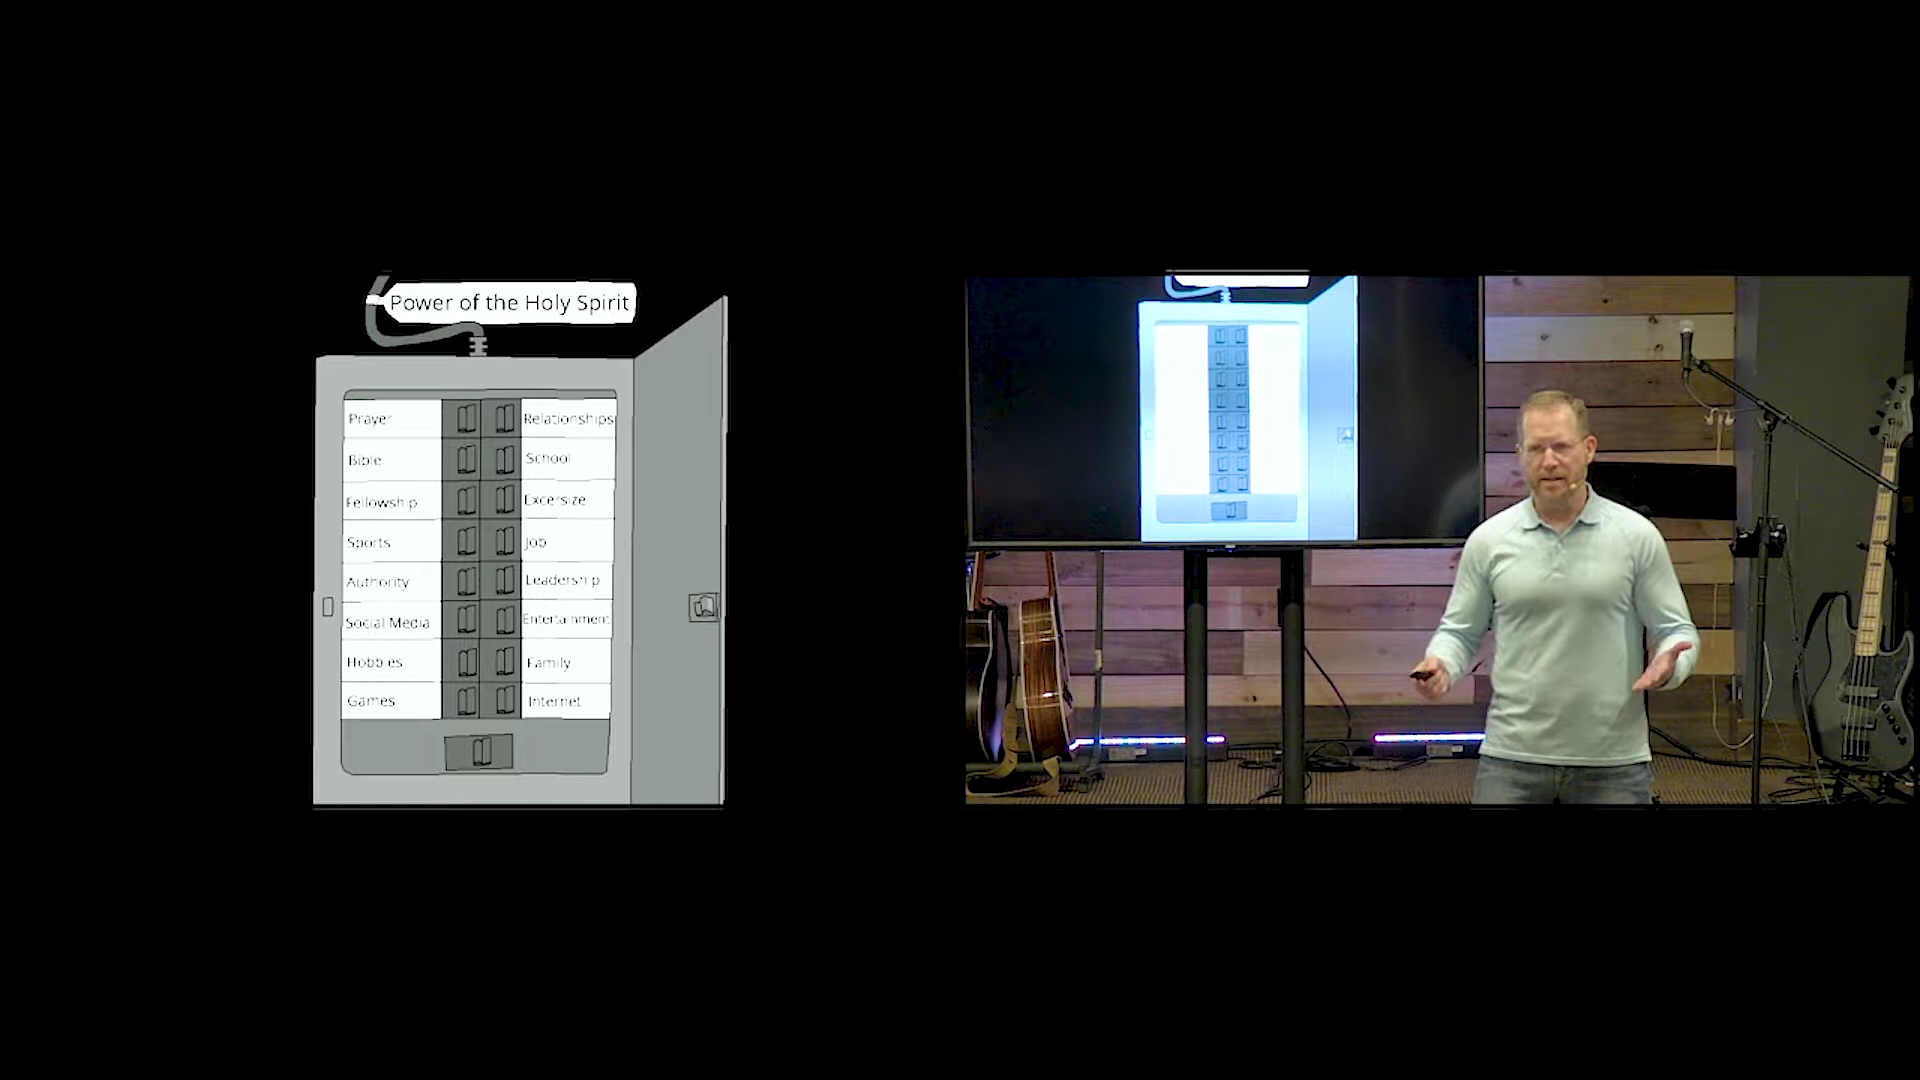 Power of the Holy Spirit
Prayer
Relationships
Bible
School
Fellowship
Excersize
Sports
Job
Authority
Leadership
Social Media
Entertainment
Hobbies
Family
Games
Internet